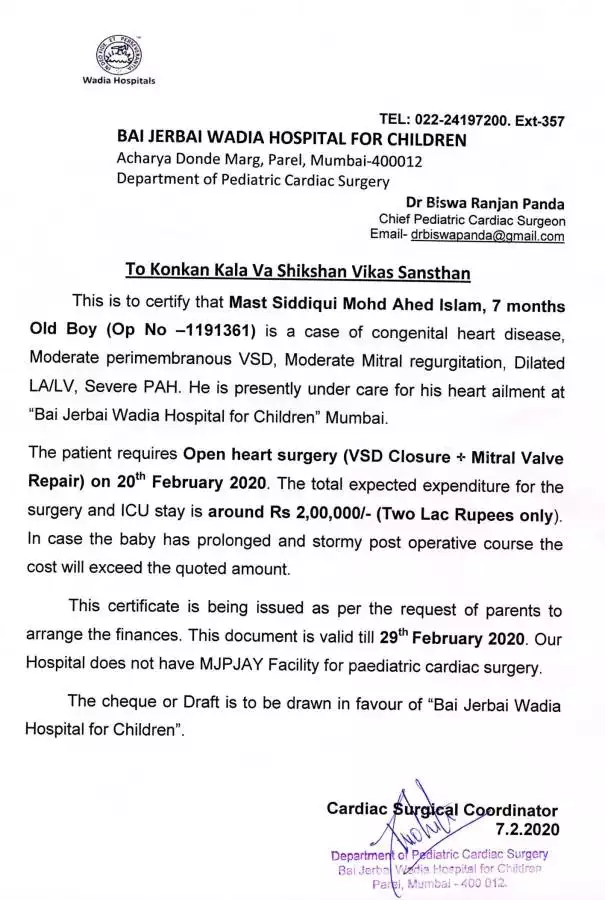 Wadia Hospitals
TEL: 022-24197200. Ext-357
BAI JERBAI WADIA HOSPITAL FOR CHILDREN
Acharya Donde Marg, Parel, Mumbai-400012
Department of Pediatric Cardiac Surgery
Dr Biswa Ranjan Panda
Chief Pediatric Cardiac Surgeon
Email- drbiswapanda@gmail.com
To Konkan Kala Va Shikshan Vikas Sansthan
This is to certify that Mast Siddiqui Mohd Ahed Islam, 7 months
Old Boy (Op No –1191361) is a case of congenital heart disease,
Moderate perimembranous VSD, Moderate Mitral regurgitation, Dilated
LA/LV, Severe PAH. He is presently under care for his heart ailment at
“Bai Jerbai Wadia Hospital for Children” Mumbai.
The patient requires Open heart surgery (VSD Closure + Mitral Valve
Repair) on 20th February 2020. The total expected expenditure for the
surgery and ICU stay is around Rs 2,00,000/- (Two Lac Rupees only).
In case the baby has prolonged and stormy post operative course the
cost will exceed the quoted amount.
This certificate is being issued as per the request of parents to
arrange the finances. This document is valid till 29th February 2020. Our
Hospital does not have MJPJAY Facility for paediatric cardiac surgery.
The cheque or Draft is to be drawn in favour of “Bai Jerbai Wadia
Hospital for Children”.
Cardiac Surgical Coordinator
7.2.2020
Department of Pediatric Cardiac Surgery
Bai Jerbai Wadia Hospital for Children
Parel, Mumbai - 400 012.